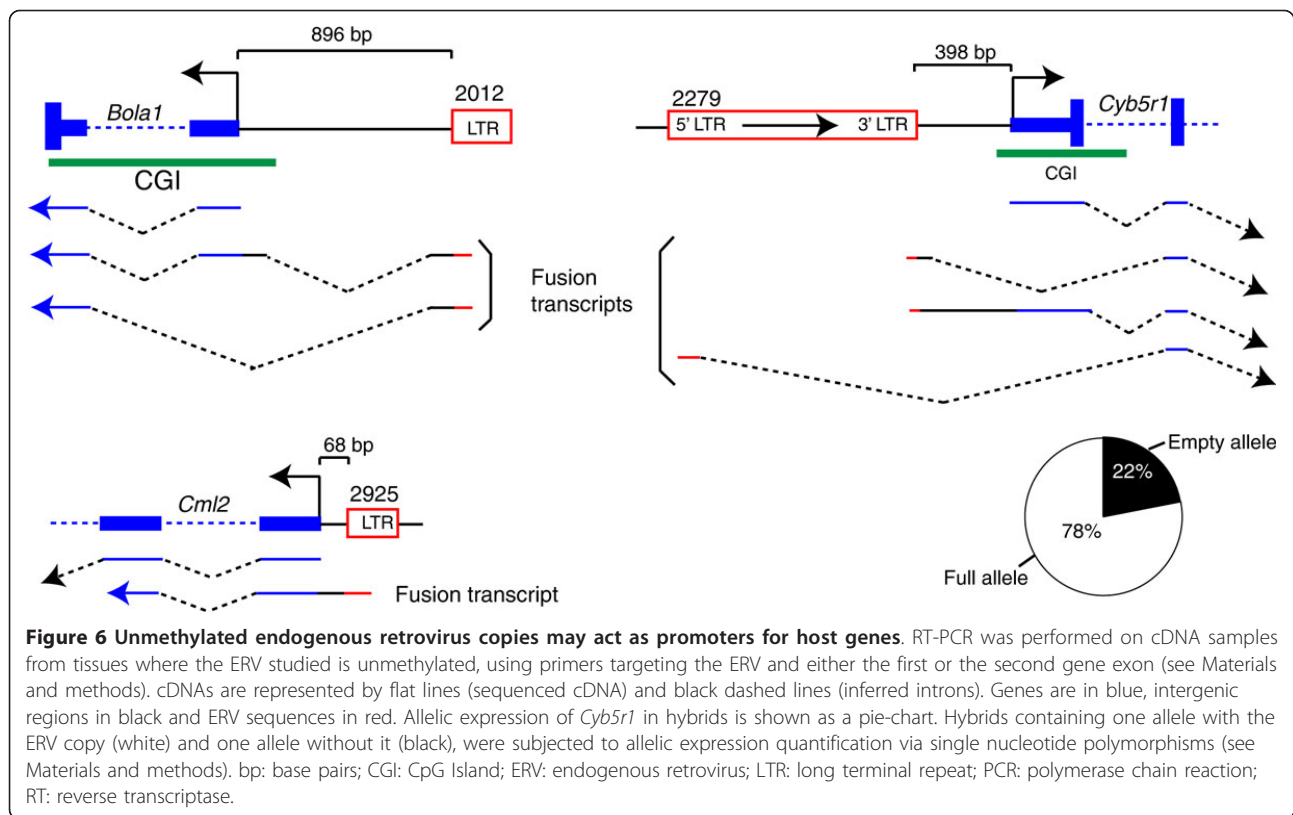 896 bp
2012
Bola1
LTR
CGI
398 bp
2279
Cyb5r1
5' LTR
3' LTR
CGI
Fusion
transcripts
68 bp
2925
Cml2
LTR
Fusion transcript
Empty allele
22%
78%
Full allele
Figure 6 Unmethylated endogenous retrovirus copies may act as promoters for host genes. RT-PCR was performed on cDNA samples
from tissues where the ERV studied is unmethylated, using primers targeting the ERV and either the first or the second gene exon (see Materials
and methods). cDNAs are represented by flat lines (sequenced cDNA) and black dashed lines (inferred introns). Genes are in blue, intergenic
regions in black and ERV sequences in red. Allelic expression of Cyb5r1 in hybrids is shown as a pie-chart. Hybrids containing one allele with the
ERV copy (white) and one allele without it (black), were subjected to allelic expression quantification via single nucleotide polymorphisms (see
Materials and methods). bp: base pairs; CGI: CpG Island; ERV: endogenous retrovirus; LTR: long terminal repeat; PCR: polymerase chain reaction;
RT: reverse transcriptase.